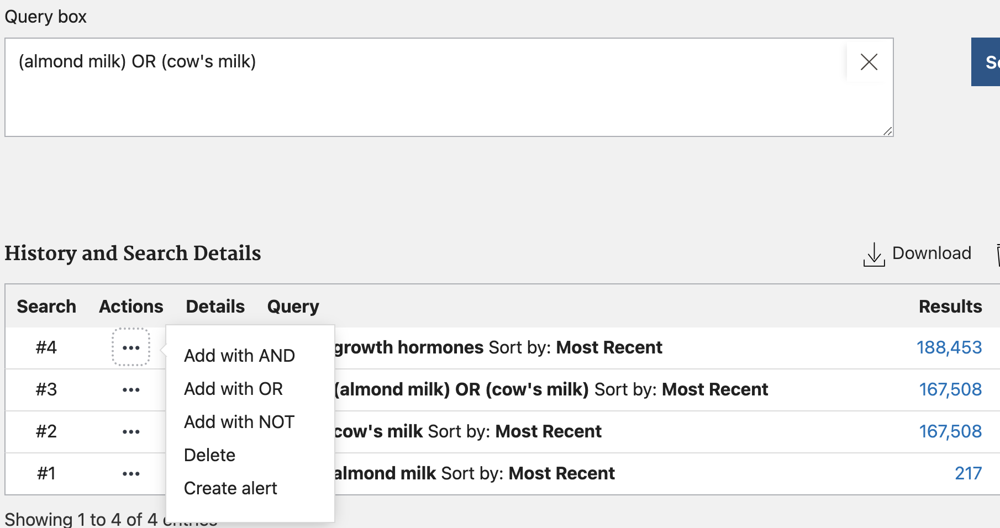 Query box
(almond milk) OR (cow's milk)
History and Search Details
Download
Search Actions Details Query Results
#4 ••• growth hormones Sort by: Most Recent 188,453
#3 ••• (almond milk) OR (cow's milk) Sort by: Most Recent 167,508
#2 ••• cow's milk Sort by: Most Recent 167,508
#1 ••• almond milk Sort by: Most Recent 217
Add with AND
Add with OR
Add with NOT
Delete
Create alert
Showing 1 to 4 of 4